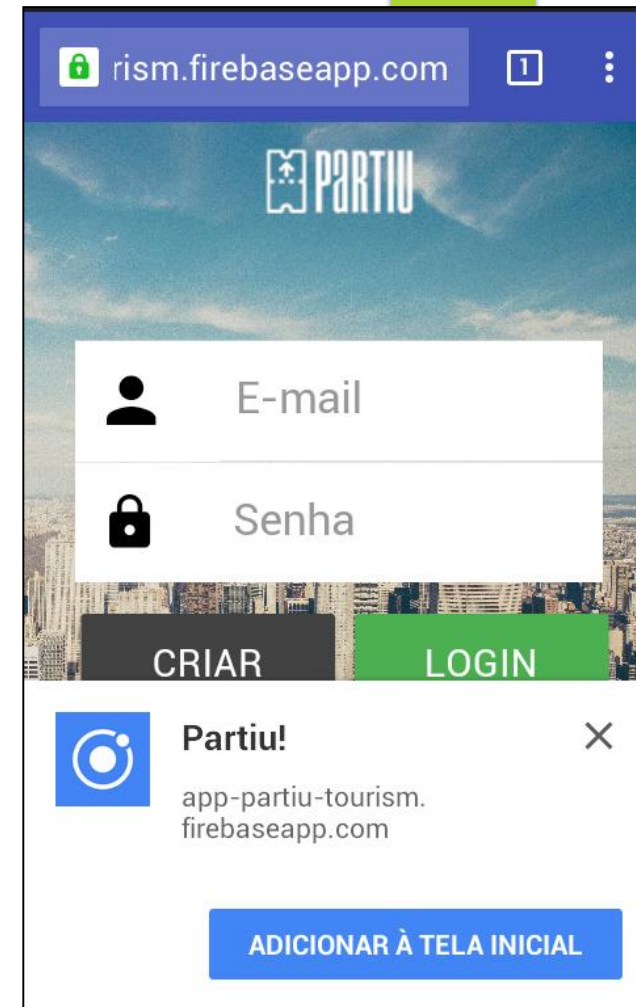 rism.firebaseapp.com 1
PARTIU
E-mail
Senha
CRIAR LOGIN
Partiu!
app-partiu-tourism.
firebaseapp.com
ADICIONAR À TELA INICIAL